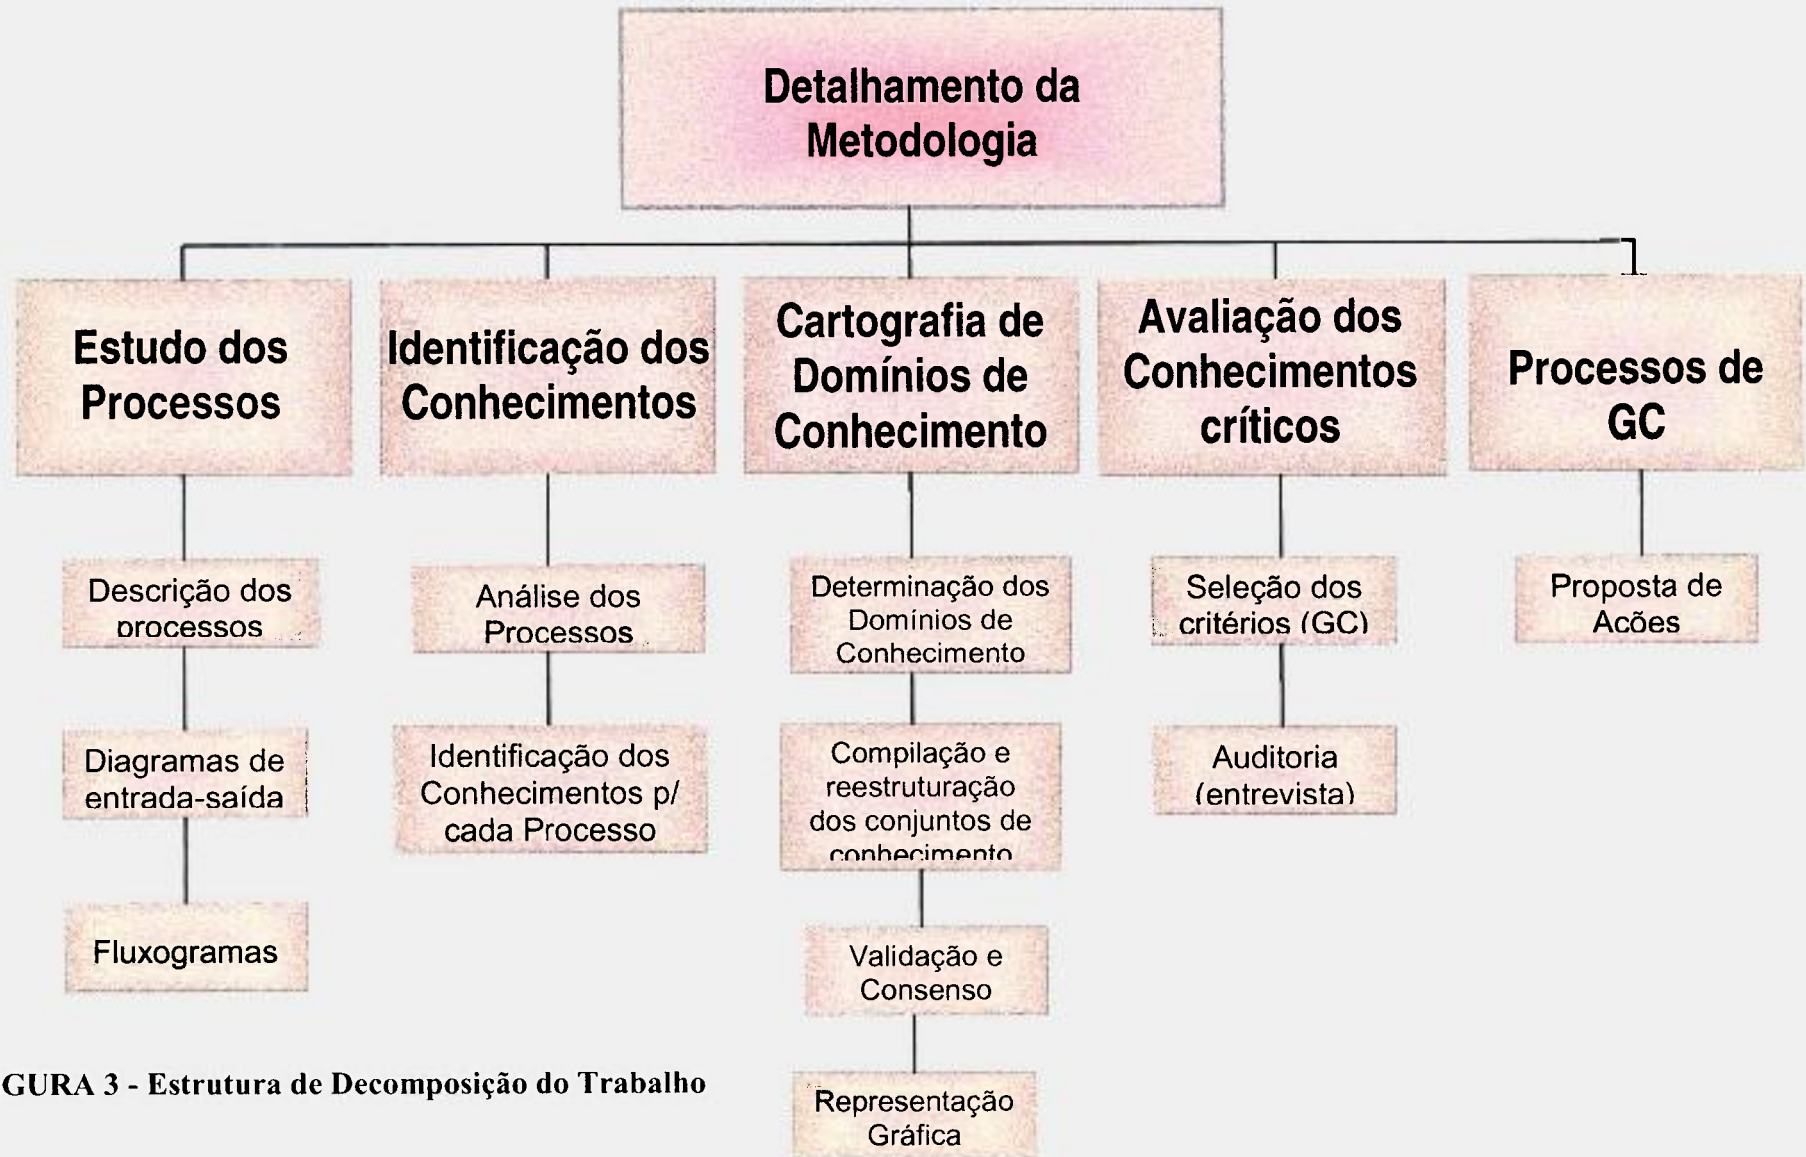 Detalhamento da
Metodologia
Estudo dos
Processos
Identificação dos
Conhecimentos
Cartografia de
Domínios de
Conhecimento
Avaliação dos
Conhecimentos
críticos
Processos de
GC
Descrição dos
processos
Diagramas de
entrada-saída
Fluxogramas
Análise dos
Processos
Identificação dos
Conhecimentos p/
cada Processo
Determinação dos
Domínios de
Conhecimento
Compilação e
reestruturação
dos conjuntos de
conhecimento
Validação e
Consenso
Representação
Gráfica
Seleção dos
critérios (GC)
Auditoria
(entrevista)
Proposta de
Ações
GURA 3 - Estrutura de Decomposição do Trabalho